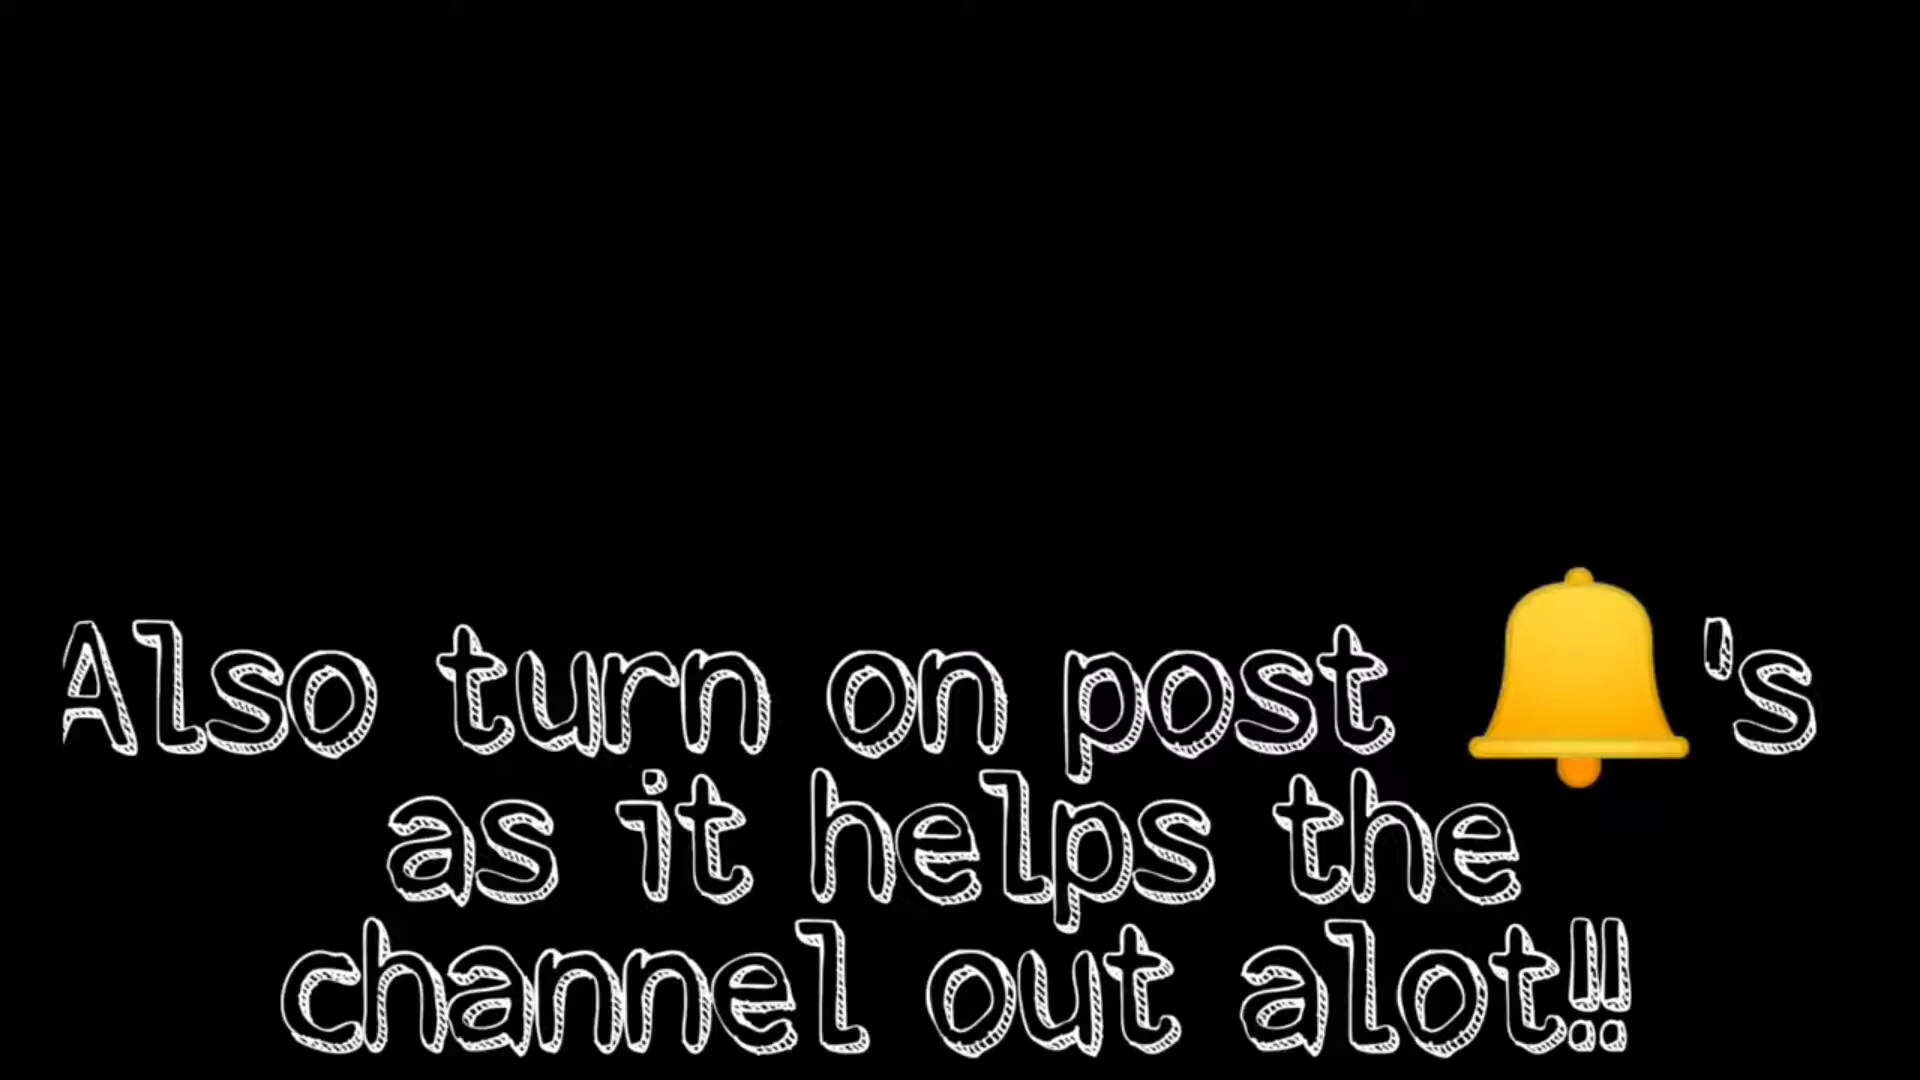 Also turn on post 🔔's
as it helps the
channel out alot!!